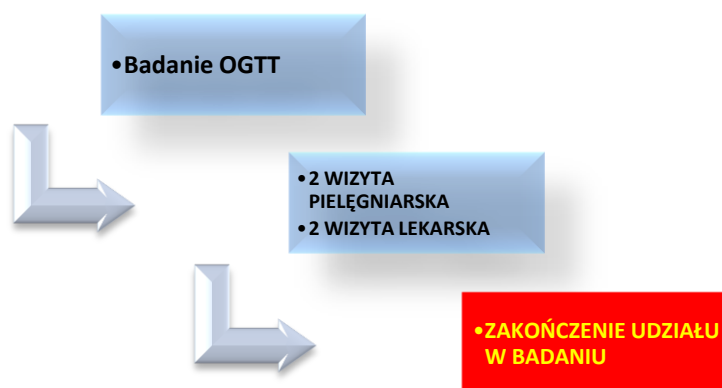 •Badanie OGTT
•2 WIZYTA
PIELĘGNIARSKA
•2 WIZYTA LEKARSKA
•ZAKOŃCZENIE UDZIAŁU
W BADANIU